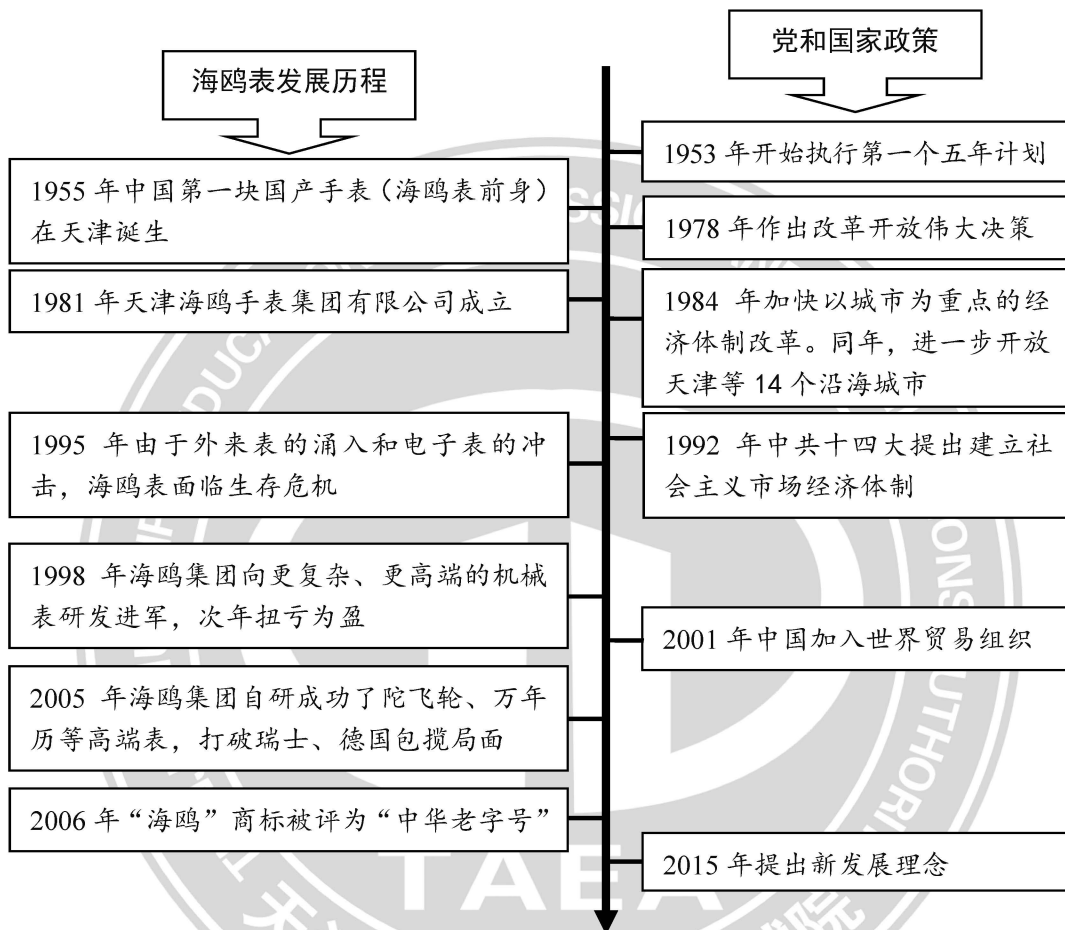 海鸥表发展历程
1955 年中国第一块国产手表（海鸥表前身）
在天津诞生
1981 年天津海鸥手表集团有限公司成立
1995 年由于外来表的涌入和电子表的冲
击，海鸥表面临生存危机
1998 年海鸥集团向更复杂、更高端的机械
表研发进军，次年扭亏为盈
2005 年海鸥集团自研成功了陀飞轮、万年
历等高端表，打破瑞士、德国包揽局面
2006 年“海鸥”商标被评为“中华老字号”
党和国家政策
1953 年开始执行第一个五年计划
1978 年作出改革开放伟大决策
1984 年加快以城市为重点的经
济体制改革。同年，进一步开放
天津等 14 个沿海城市
1992 年中共十四大提出建立社
会主义市场经济体制
2001 年中国加入世界贸易组织
2015 年提出新发展理念
TAEA